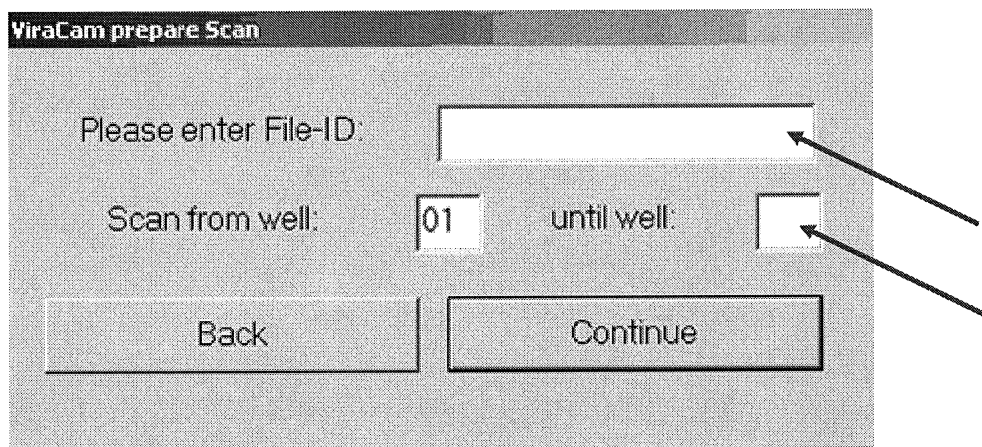 ViraCam prepare Scan
Please enter File-ID:
Scan from well: 01 until well:
Back Continue